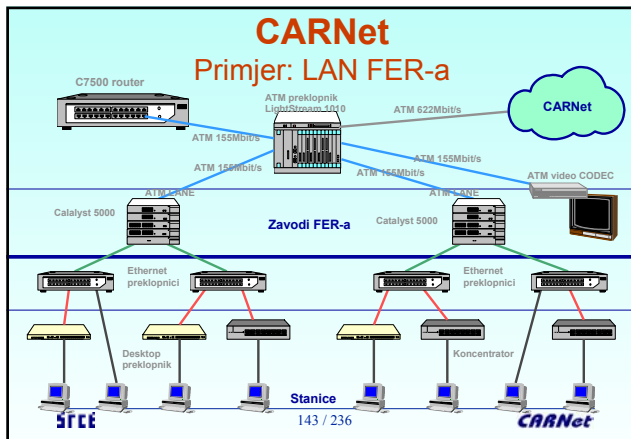 CARNet
Primjer: LAN FER-a
C7500 router
ATM preklopnik
LightStream 1010
ATM 622Mbit/s
CARNet
ATM 155Mbit/s
ATM 155Mbit/s
ATM 155Mbit/s
ATM 155Mbit/s
ATM video CODEC
ATM LANE
ATM LANE
Calalyst 5000
Zavodi FER-a
Catalyst 5000
Ethernet
preklopnici
Ethernet
preklopnici
Desktop
preklopnik
Koncentrator
Stanice
srce
143 / 236
CARNet